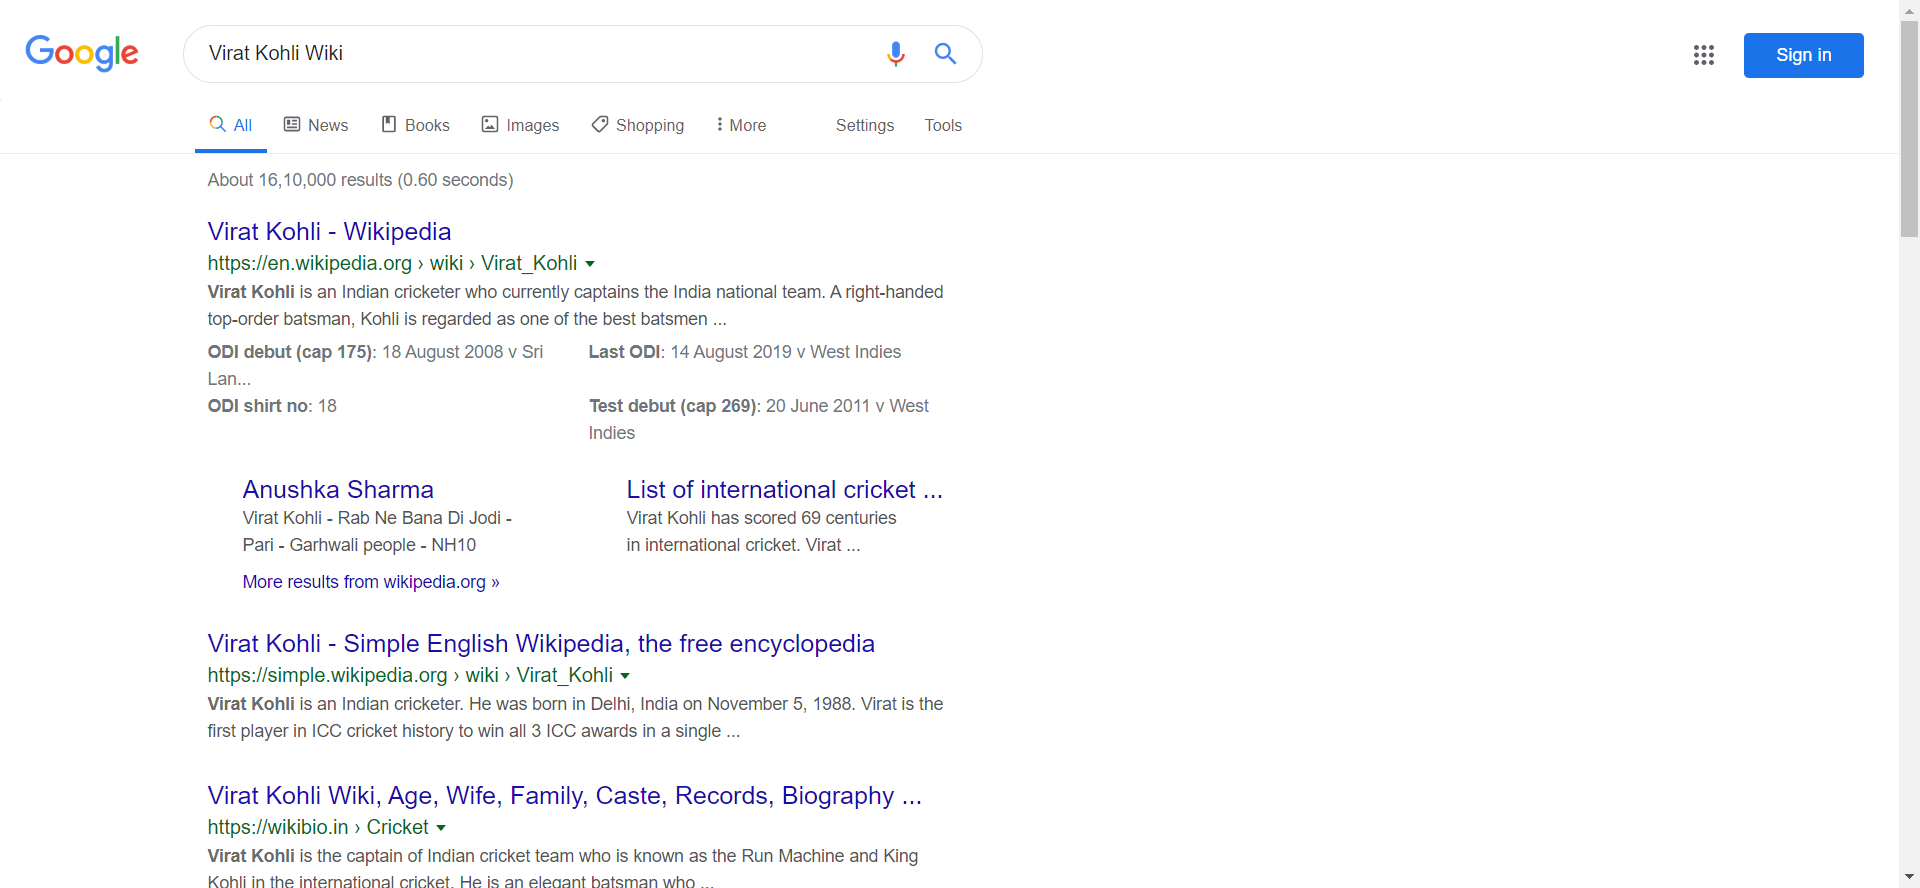 Google
Virat Kohli Wiki
Sign in
All News Books Images Shopping More Settings Tools
About 16,10,000 results (0.60 seconds)
Virat Kohli - Wikipedia
https://en.wikipedia.org › wiki › Virat_Kohli
Virat Kohli is an Indian cricketer who currently captains the India national team. A right-handed
top-order batsman, Kohli is regarded as one of the best batsmen ...
ODI debut (cap 175): 18 August 2008 v Sri
Lan...
Last ODI: 14 August 2019 v West Indies
ODI shirt no: 18
Test debut (cap 269): 20 June 2011 v West
Indies
Anushka Sharma
Virat Kohli - Rab Ne Bana Di Jodi -
Pari - Garhwali people - NH10
List of international cricket ...
Virat Kohli has scored 69 centuries
in international cricket. Virat ...
More results from wikipedia.org »
Virat Kohli - Simple English Wikipedia, the free encyclopedia
https://simple.wikipedia.org › wiki › Virat_Kohli
Virat Kohli is an Indian cricketer. He was born in Delhi, India on November 5, 1988. Virat is the
first player in ICC cricket history to win all 3 ICC awards in a single ...
Virat Kohli Wiki, Age, Wife, Family, Caste, Records, Biography ...
https://wikibio.in › Cricket
Virat Kohli is the captain of Indian cricket team who is known as the Run Machine and King
Kohli in the international cricket. He is an elegant batsman who ...